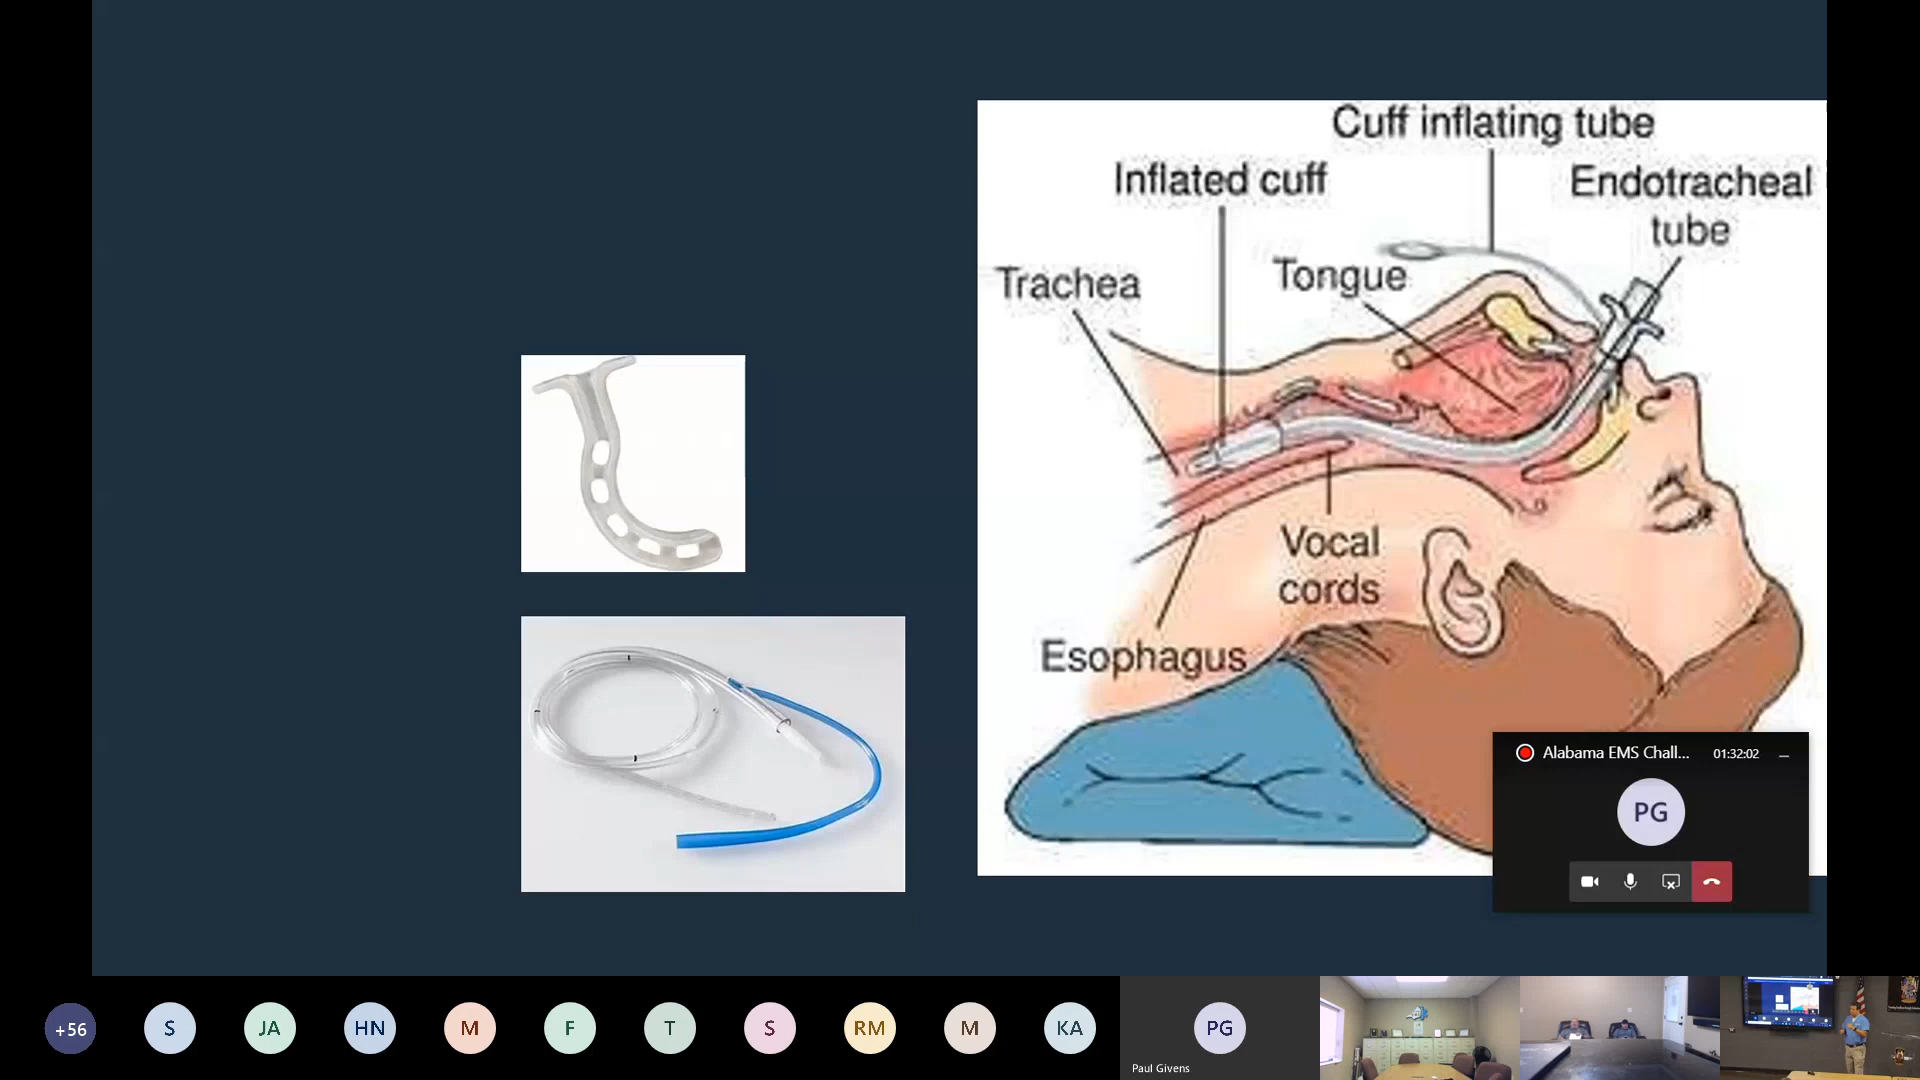 Cuff inflating tube
Inflated cuff
Endotracheal
tube
Trachea
Tongue
Vocal
cords
Esophagus
Alabama EMS Chall...
01:32:02
PG
+56
S
JA
HN
M
F
T
S
RM
M
KA
PG
Paul Givens